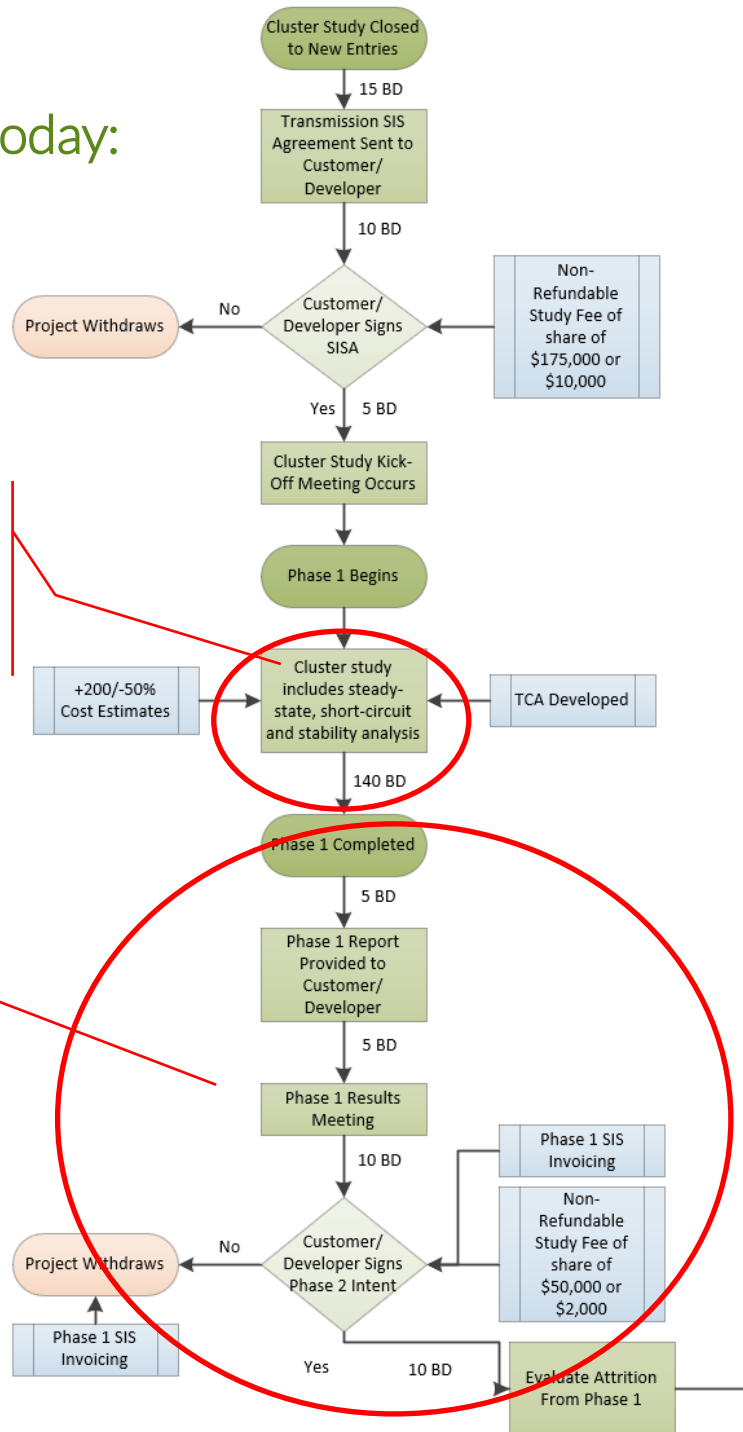 Cluster Study Closed
to New Entries
15 BD
oday:
Transmission SIS
Agreement Sent to
Customer/
Developer
10 BD
Non-
Refundable
Study Fee of
share of
$175,000 or
$10,000
Customer/
Developer Signs
SISA
No
Project Withdraws
Yes
5 BD
Cluster Study Kick-
Off Meeting Occurs
Phase 1 Begins
Cluster study
includes steady-
state, short-circuit
and stability analysis
+200/-50%
Cost Estimates
TCA Developed
140 BD
Phase 1 Completed
5 BD
Phase 1 Report
Provided to
Customer/
Developer
5 BD
Phase 1 Results
Meeting
10 BD
Phase 1 SIS
Invoicing
Non-
Refundable
Study Fee of
share of
$50,000 or
$2,000
Customer/
Developer Signs
Phase 2 Intent
No
Project Withdraws
Phase 1 SIS
Invoicing
Yes
10 BD
Evaluate Attrition
From Phase 1